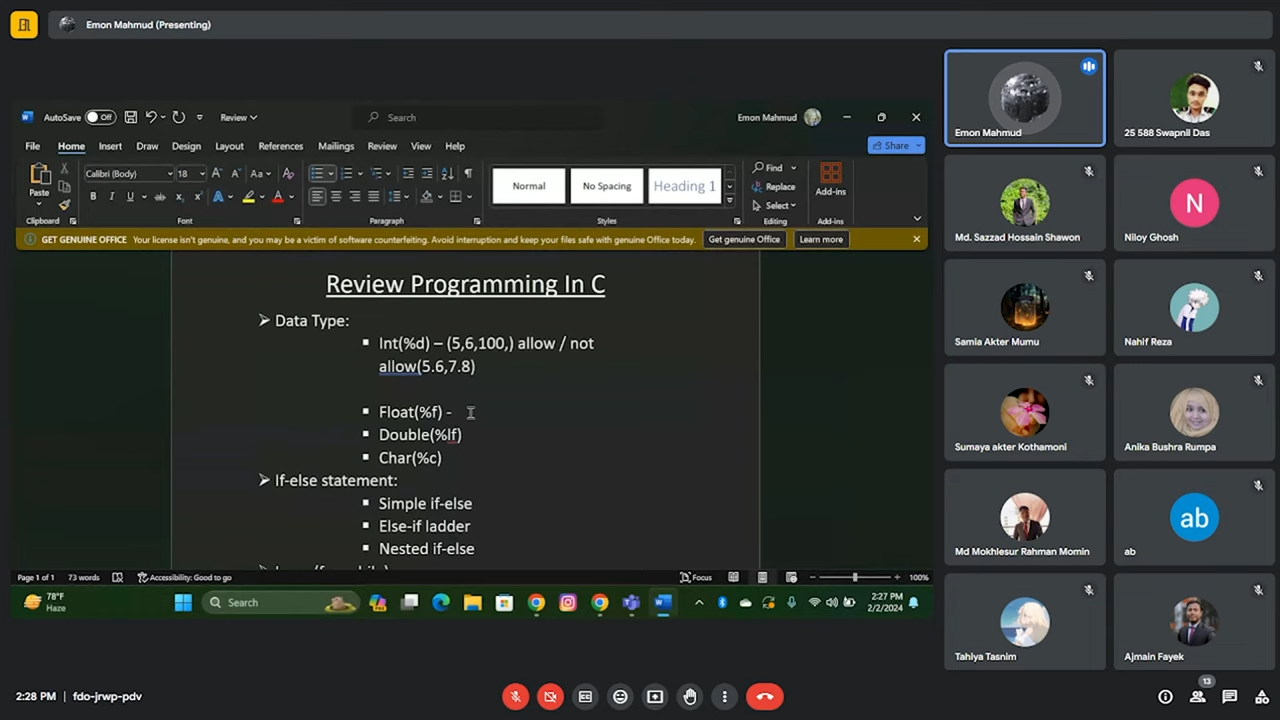 Emon Mahmud (Presenting)
AutoSave Off Review Search Emon Mahmud
File Home Insert Draw Design Layout References Mailings Review View Help Share
Paste Calibri (Body) 18 Aa Normal No Spacing Heading 1 Find Replace Select Add-ins
Clipboard Font Paragraph Styles Editing Add-ins
GET GENUINE OFFICE Your license isn't genuine, and you may be a victim of software counterfeiting. Avoid interruption and keep your files safe with genuine Office today. Get genuine Office Learn more
Review Programming In C
➢ Data Type:
▪ Int(%d) – (5,6,100,) allow / not
allow(5.6,7.8)
▪ Float(%f) -
▪ Double(%lf)
▪ Char(%c)
➢ If-else statement:
▪ Simple if-else
▪ Else-if ladder
▪ Nested if-else
Page 1 of 1 73 words Accessibility: Good to go Focus 100%
78°F
Haze
Search
2:27 PM
2/2/2024
Emon Mahmud
25 588 Swapnil Das
Md. Sazzad Hossain Shawon
N
Niloy Ghosh
Samia Akter Mumu
Nahif Reza
Sumaya akter Kothamoni
Anika Bushra Rumpa
Md Mokhlesur Rahman Momin
ab
ab
Tahiya Tasnim
Ajmain Fayek
2:28 PM | fdo-jrwp-pdv
13